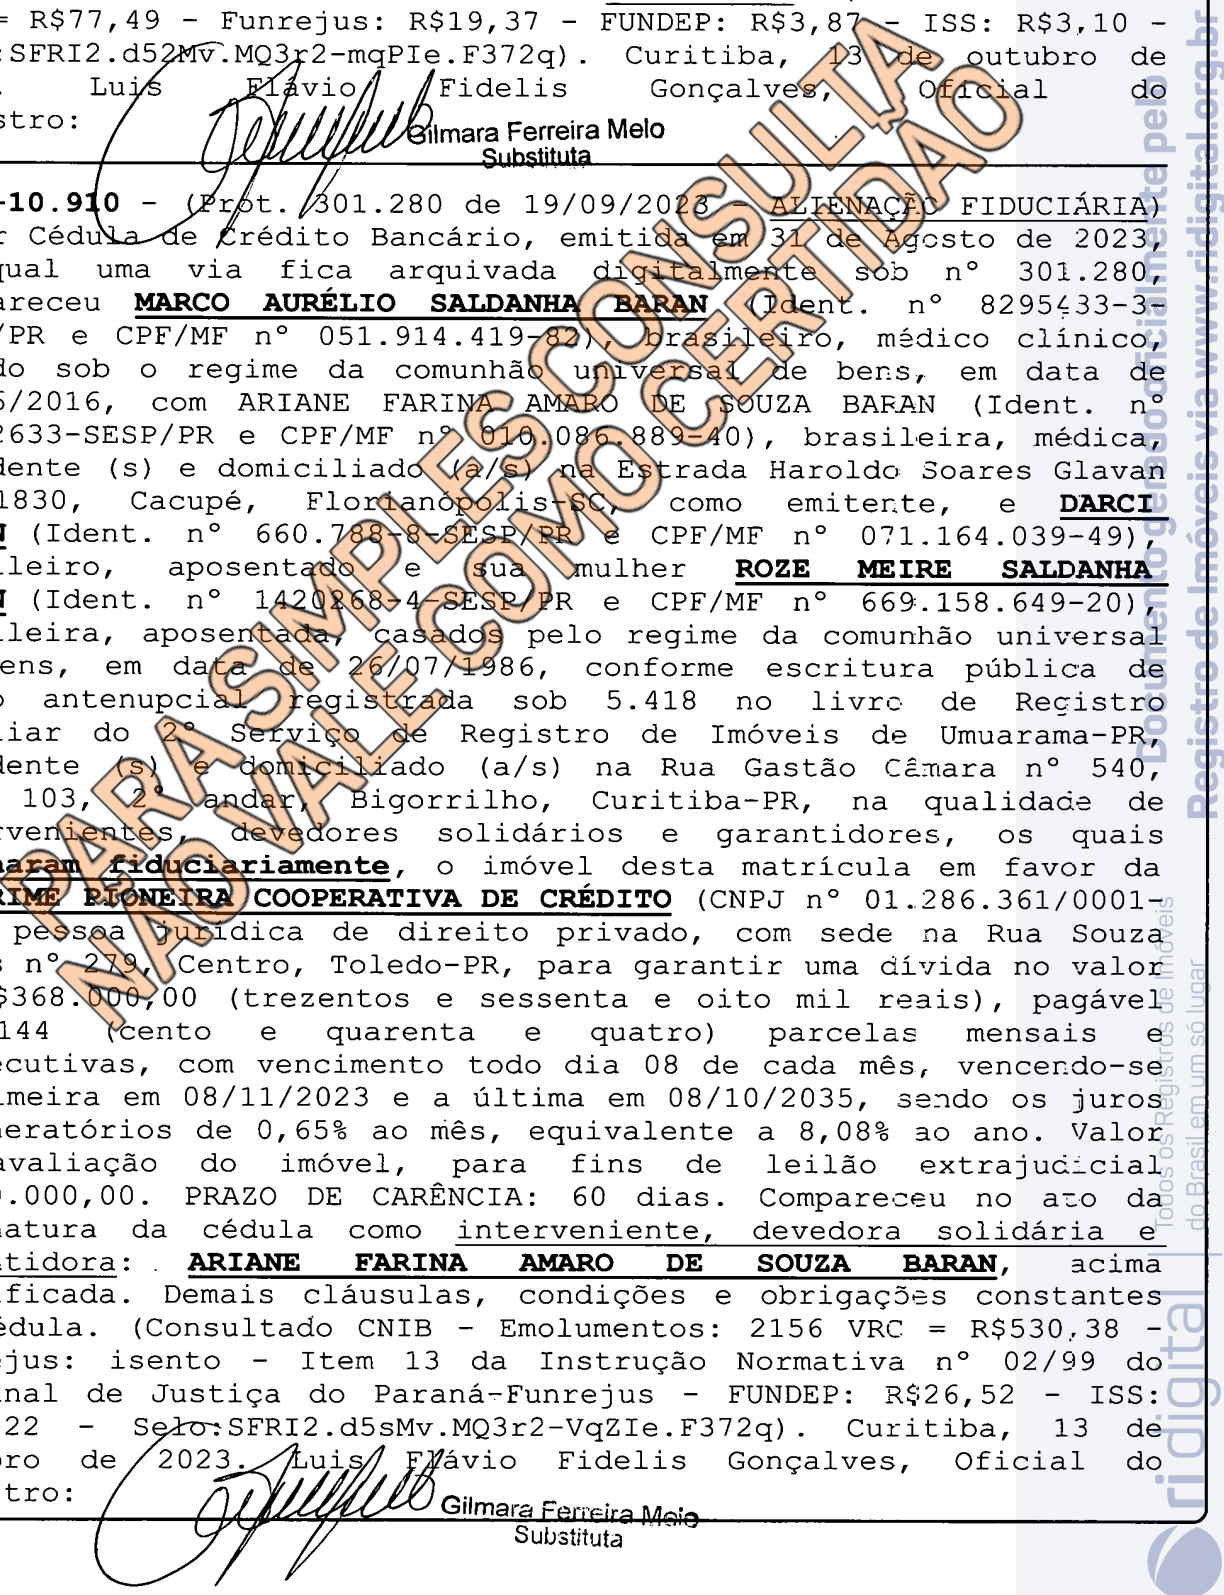 = R$77,49 - Funrejus: R$19,37 - FUNDEP: R$3,87 - ISS: R$3,10 -
:SFRI2.d52Mv.MQ3r2-mqPIe.F372q). Curitiba, 13 de outubro de
Luis Flávio Fidelis Gonçalves, Oficial do
stro:
Gilmara Ferreira Melo
Substituta
-10.910 - (Prot. 301.280 de 19/09/2023 - ALIENAÇÃO FIDUCIÁRIA)
r Cédula de Crédito Bancário, emitida em 31 de Agosto de 2023,
qual uma via fica arquivada digitalmente sob n° 301.280,
areceu MARCO AURÉLIO SALDANHA BARAN (Ident. n° 8295433-3-
/PR e CPF/MF n° 051.914.419-82), brasileiro, médico clínico,
do sob o regime da comunhão universal de bens, em data de
6/2016, com ARIANE FARINA AMARO DE SOUZA BARAN (Ident. n°
2633-SESP/PR e CPF/MF n° 010.086.889-40), brasileira, médica,
dente (s) e domiciliado (a/s) na Estrada Haroldo Soares Glavan
1830, Cacupé, Florianópolis-SC, como emitente, e DARCI
N (Ident. n° 660.788-8-SESP/PR e CPF/MF n° 071.164.039-49),
ileiro, aposentado e sua mulher ROZE MEIRE SALDANHA
N (Ident. n° 1420268-4-SESP/PR e CPF/MF n° 669.158.649-20),
ileira, aposentada, casados pelo regime da comunhão universal
ens, em data de 26/07/1986, conforme escritura pública de
o antenupcial registrada sob 5.418 no livro de Registro
liar do 2° Serviço de Registro de Imóveis de Umuarama-PR,
dente (s) e domiciliado (a/s) na Rua Gastão Câmara n° 540,
103, 2° andar, Bigorrilho, Curitiba-PR, na qualidade de
rvenientes, devedores solidários e garantidores, os quais
naram fiduciariamente, o imóvel desta matrícula em favor da
RIME PIONEIRA COOPERATIVA DE CRÉDITO (CNPJ n° 01.286.361/0001-
pessoa jurídica de direito privado, com sede na Rua Souza
s n° 279, Centro, Toledo-PR, para garantir uma dívida no valor
$368.000,00 (trezentos e sessenta e oito mil reais), pagável
144 (cento e quarenta e quatro) parcelas mensais e
ecutivas, com vencimento todo dia 08 de cada mês, vencendo-se
imeira em 08/11/2023 e a última em 08/10/2035, sendo os juros
neratórios de 0,65% ao mês, equivalente a 8,08% ao ano. Valor
avaliação do imóvel, para fins de leilão extrajudicial
0.000,00. PRAZO DE CARÊNCIA: 60 dias. Compareceu no ato da
natura da cédula como interveniente, devedora solidária e
ntidora: ARIANE FARINA AMARO DE SOUZA BARAN, acima
ificada. Demais cláusulas, condições e obrigações constantes
édula. (Consultado CNIB - Emolumentos: 2156 VRC = R$530,38 -
ejus: isento - Item 13 da Instrução Normativa n° 02/99 do
unal de Justiça do Paraná-Funrejus - FUNDEP: R$26,52 - ISS:
22 - Selo:SFRI2.d5sMv.MQ3r2-VqZIe.F372q). Curitiba, 13 de
bro de 2023. Luis Flávio Fidelis Gonçalves, Oficial do
tro:
Gilmara Ferreira Melo
Substituta
PARA SIMPLES CONSULTA
NÃO VALE COMO CERTIDÃO
Documento gerado oficialmente pelo
Registro de Imóveis via www.ridigital.org.br
Todos os Registros de Imóveis
do Brasil em um só lugar
ri digital